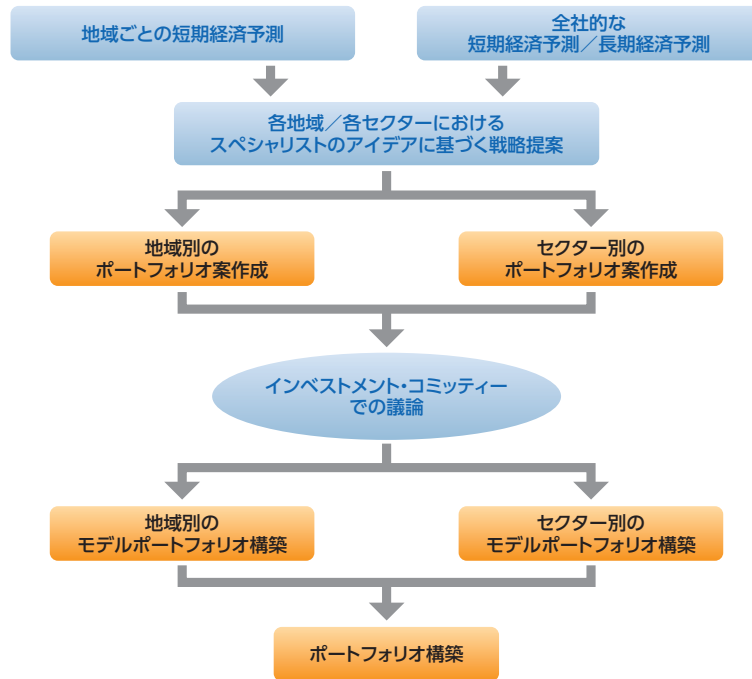 地域ごとの短期経済予測
全社的な
短期経済予測／長期経済予測
各地域／各セクターにおける
スペシャリストのアイデアに基づく戦略提案
地域別の
ポートフォリオ案作成
セクター別の
ポートフォリオ案作成
インベストメント・コミッティー
での議論
地域別の
モデルポートフォリオ構築
セクター別の
モデルポートフォリオ構築
ポートフォリオ構築